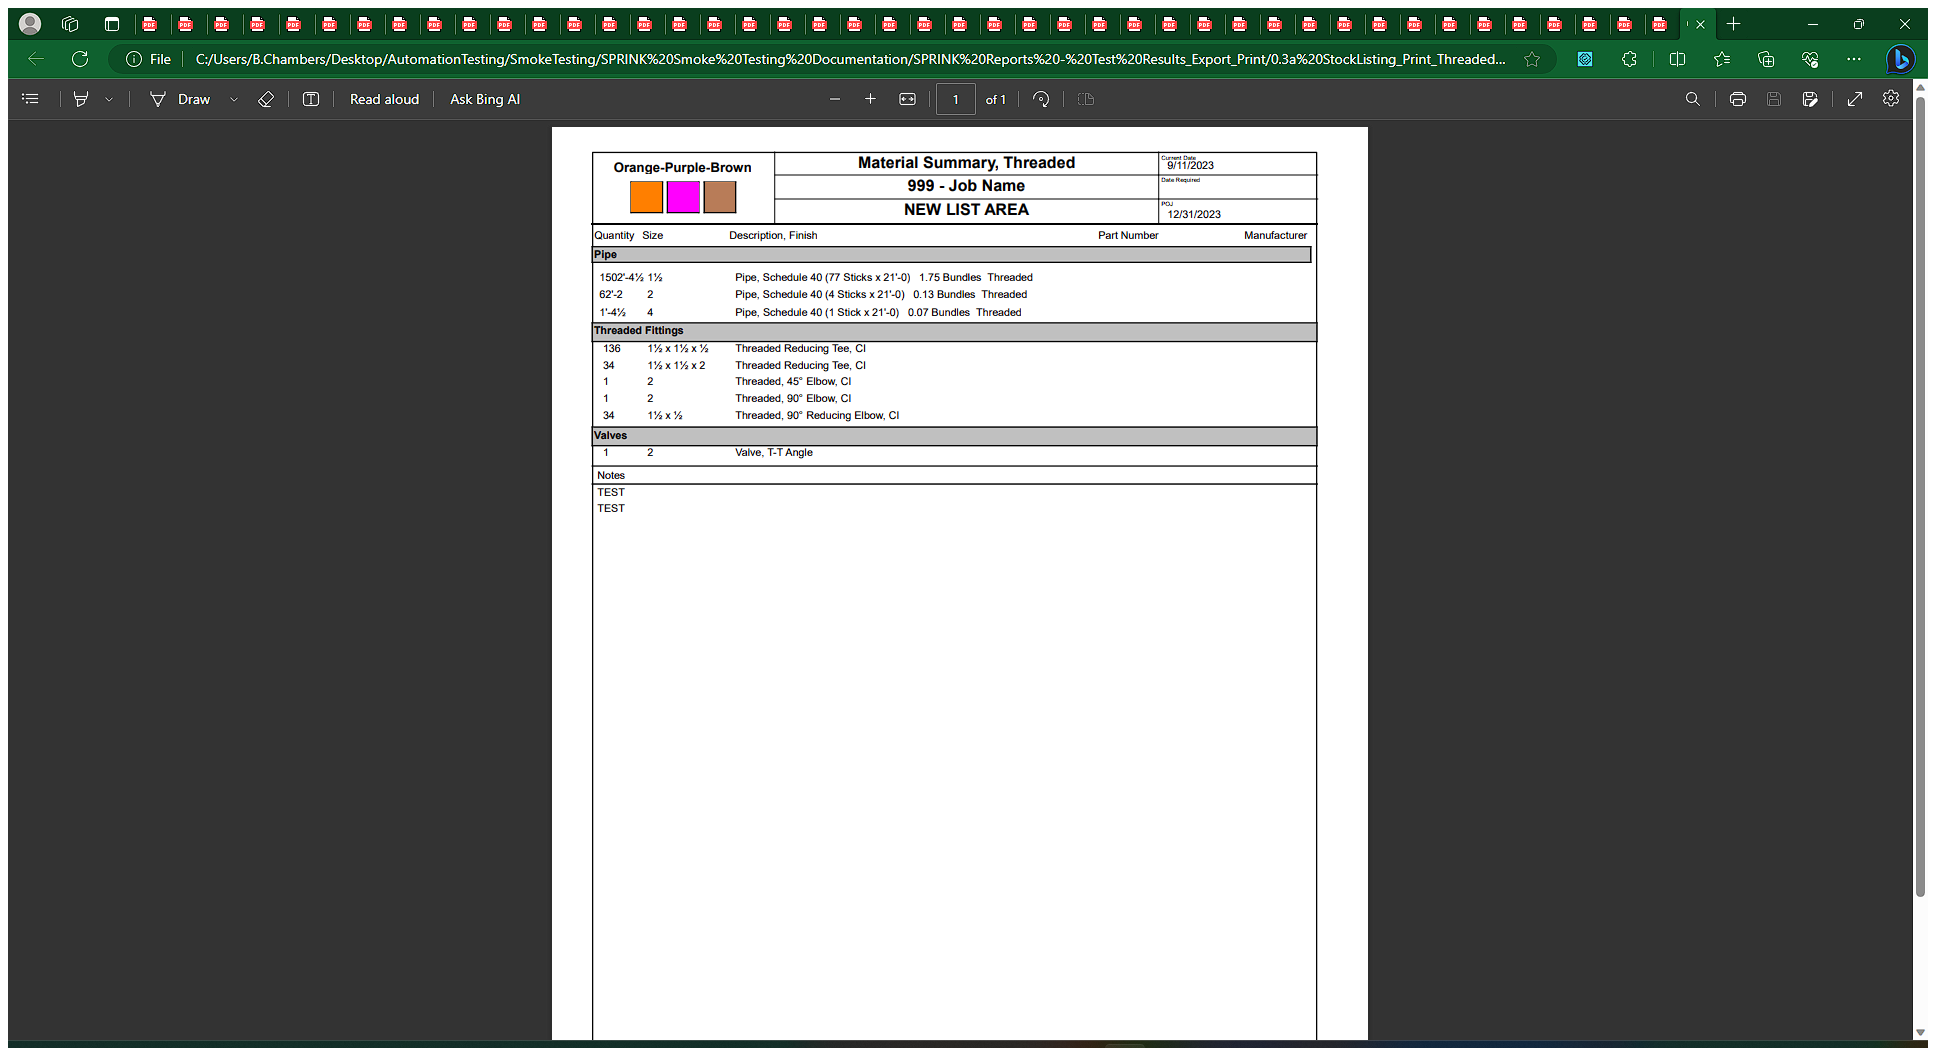 File C:/Users/B.Chambers/Desktop/AutomationTesting/SmokeTesting/SPRINK%20Smoke%20Testing%20Documentation/SPRINK%20Reports%20-%20Test%20Results_Export_Print/0.3a%20StockListing_Print_Threaded...
Draw Read aloud Ask Bing AI 1 of 1
Orange-Purple-Brown
Material Summary, Threaded
999 - Job Name
NEW LIST AREA
Current Date
9/11/2023
Date Required
POJ
12/31/2023
Quantity Size Description, Finish Part Number Manufacturer
Pipe
1502'-4½ 1½ Pipe, Schedule 40 (77 Sticks x 21'-0) 1.75 Bundles Threaded
62'-2 2 Pipe, Schedule 40 (4 Sticks x 21'-0) 0.13 Bundles Threaded
1'-4½ 4 Pipe, Schedule 40 (1 Stick x 21'-0) 0.07 Bundles Threaded
Threaded Fittings
136 1½ x 1½ x ½ Threaded Reducing Tee, CI
34 1½ x 1½ x 2 Threaded Reducing Tee, CI
1 2 Threaded, 45° Elbow, CI
1 2 Threaded, 90° Elbow, CI
34 1½ x ½ Threaded, 90° Reducing Elbow, CI
Valves
1 2 Valve, T-T Angle
Notes
TEST
TEST